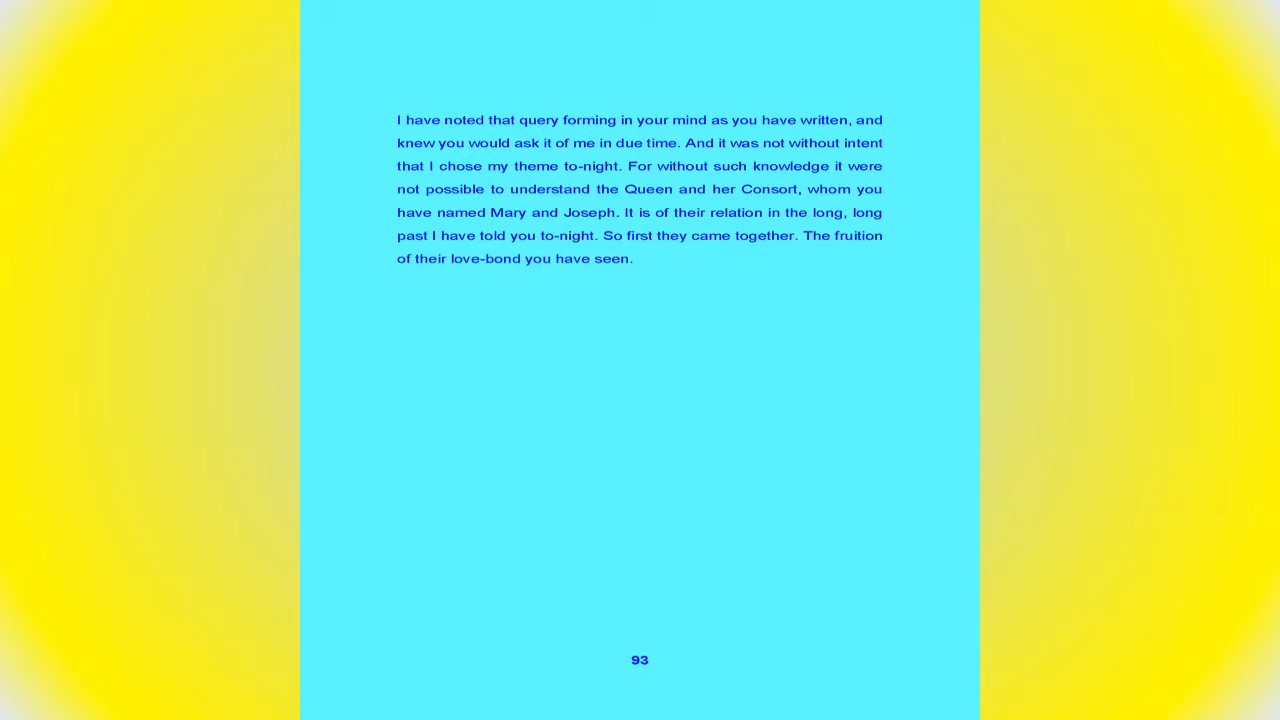 I have noted that query forming in your mind as you have written, and
knew you would ask it of me in due time. And it was not without intent
that I chose my theme to-night. For without such knowledge it were
not possible to understand the Queen and her Consort, whom you
have named Mary and Joseph. It is of their relation in the long, long
past I have told you to-night. So first they came together. The fruition
of their love-bond you have seen.
93